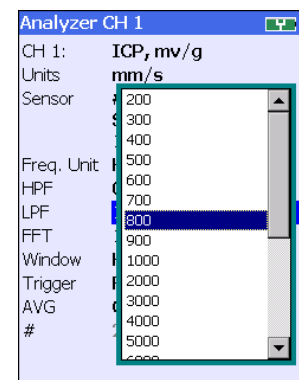 Analyzer CH 1
CH 1: ICP, mv/g
Units mm/s
Sensor
Freq. Unit
HPF
LPF
FFT
Window
Trigger
AVG
#
200
300
400
500
600
700
800
900
1000
2000
3000
4000
5000
6000